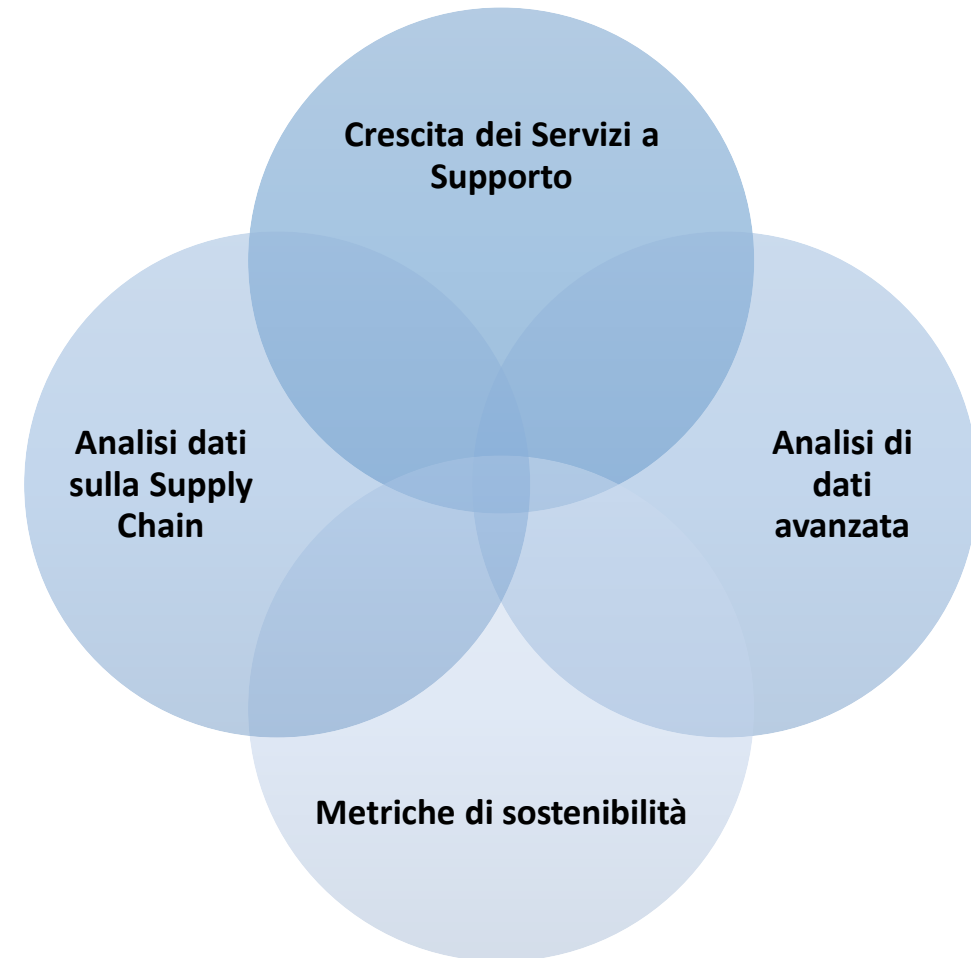 Crescita dei Servizi a
Supporto
Analisi dati
sulla Supply
Chain
Analisi di
dati
avanzata
Metriche di sostenibilità